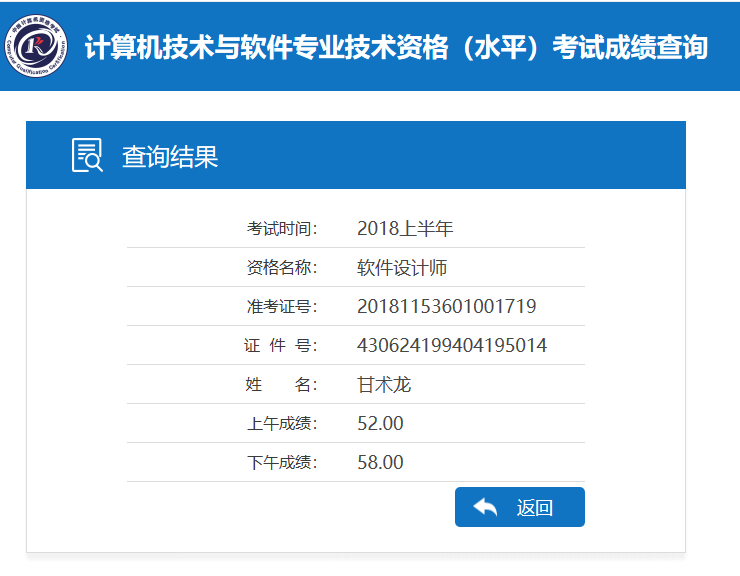 计算机技术与软件专业技术资格（水平）考试成绩查询
查询结果
考试时间： 2018上半年
资格名称： 软件设计师
准考证号： 20181153601001719
证 件 号： 430624199404195014
姓 名： 甘术龙
上午成绩： 52.00
下午成绩： 58.00
返回